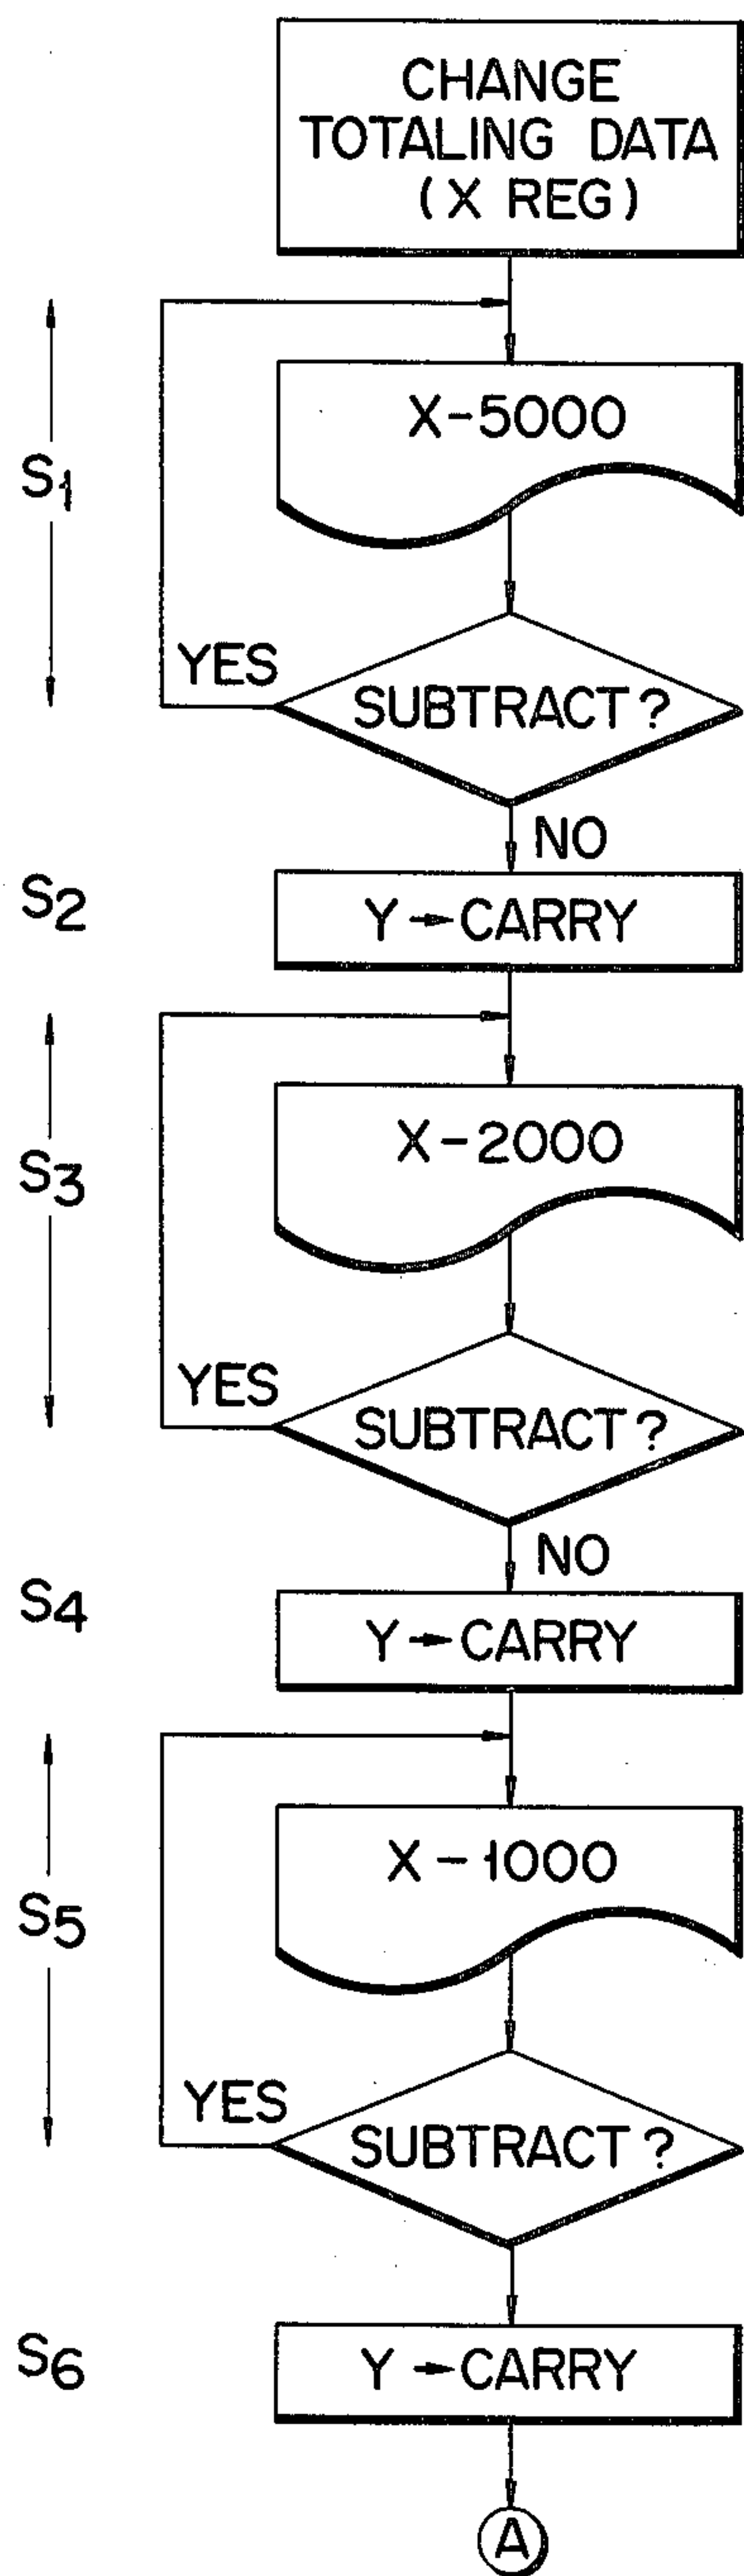 CHANGE
TOTALING DATA
(X REG)
S1
X-5000
YES
SUBTRACT?
NO
S2
Y→CARRY
S3
X-2000
YES
SUBTRACT?
NO
S4
Y→CARRY
S5
X-1000
YES
SUBTRACT?
S6
Y→CARRY
A